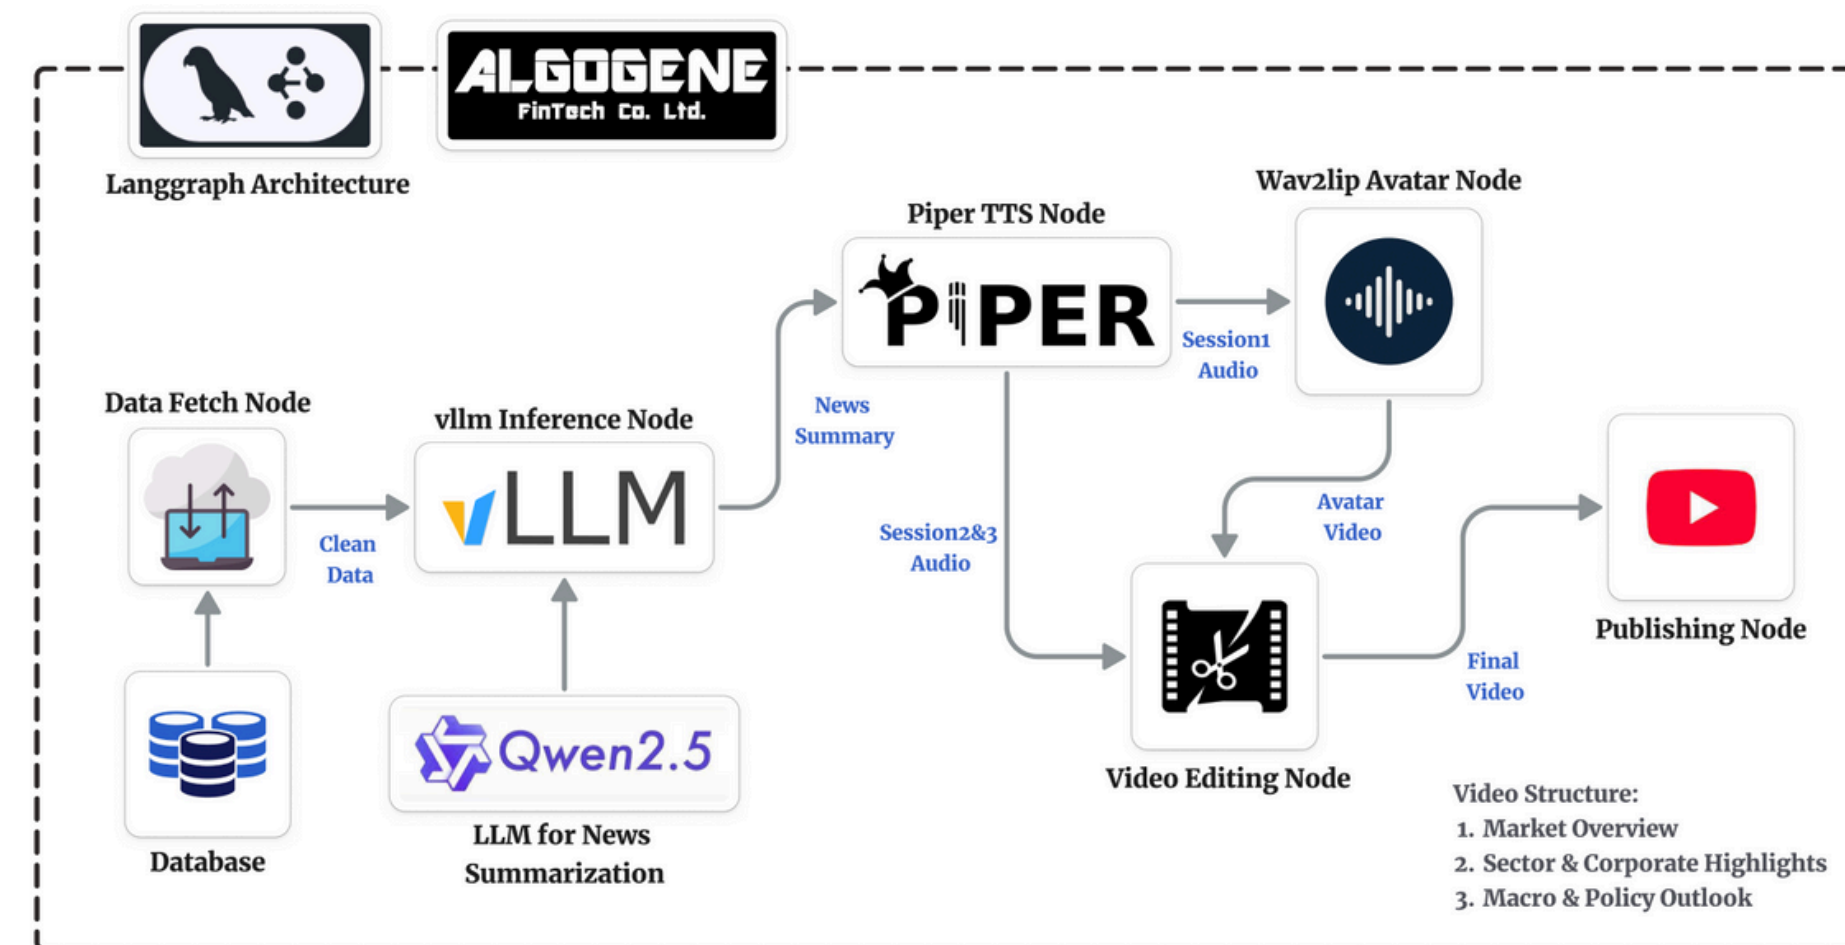 ALGOGENE
FinTech Co. Ltd.
Langgraph Architecture
Wav2lip Avatar Node
Piper TTS Node
PIPER
Session1
Audio
Data Fetch Node
vllm Inference Node
News
Summary
vLLM
Clean
Data
Session2&3
Audio
Avatar
Video
Publishing Node
Final
Video
Qwen2.5
Video Editing Node
LLM for News
Summarization
Database
Video Structure:
1. Market Overview
2. Sector & Corporate Highlights
3. Macro & Policy Outlook